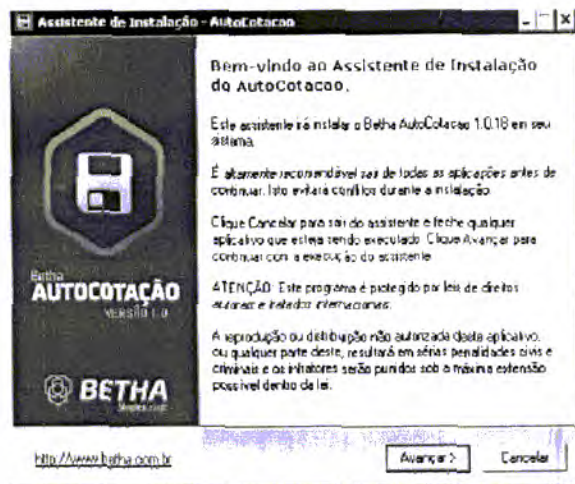 Assistente de Instalação - AutoCotacao
Bem-vindo ao Assistente de Instalação
do AutoCotacao.
Este assistente irá instalar o Betha AutoCotacao 1.0.18 em seu
sistema.
É altamente recomendável sair de todas as aplicações antes de
continuar. Isto evitará conflitos durante a instalação.
Clique Cancelar para sair do assistente e feche qualquer
aplicativo que esteja sendo executado. Clique Avançar para
continuar com a execução do assistente.
ATENÇÃO: Este programa é protegido por leis de direitos
autorais e tratados internacionais.
A reprodução ou distribuição não autorizada deste aplicativo,
ou qualquer parte deste, resultará em sérias penalidades civis e
criminais e os infratores serão punidos sob a máxima extensão
possível dentro da lei.
Betha
AUTOCOTAÇÃO
VERSÃO 1.0
BETHA
http://www.betha.com.br
Avançar >
Cancelar